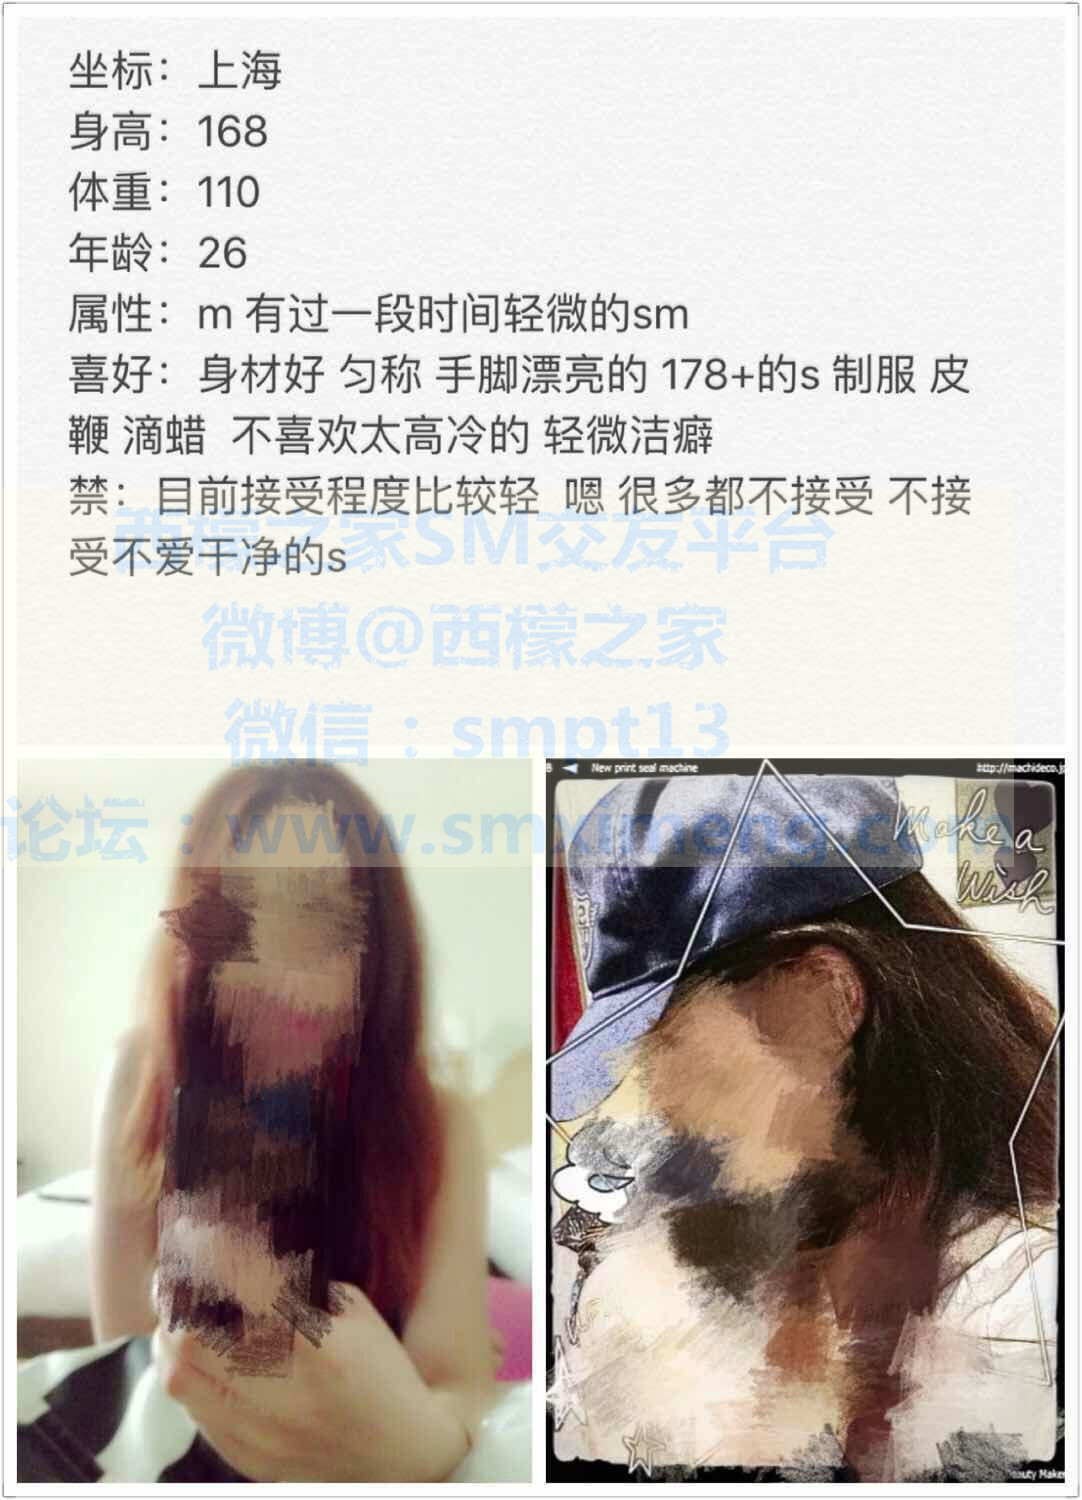 坐标：上海
身高：168
体重：110
年龄：26
属性：m 有过一段时间轻微的sm
喜好：身材好 匀称 手脚漂亮的 178+的s 制服 皮
鞭 滴蜡 不喜欢太高冷的 轻微洁癖
禁：目前接受程度比较轻 嗯 很多都不接受 不接
受不爱干净的s
西檬之家SM交友平台
微博@西檬之家
微信：smpt13
论坛：www.smximeng.com
New print seal machine
http://machideco.jp
Make a
Wish